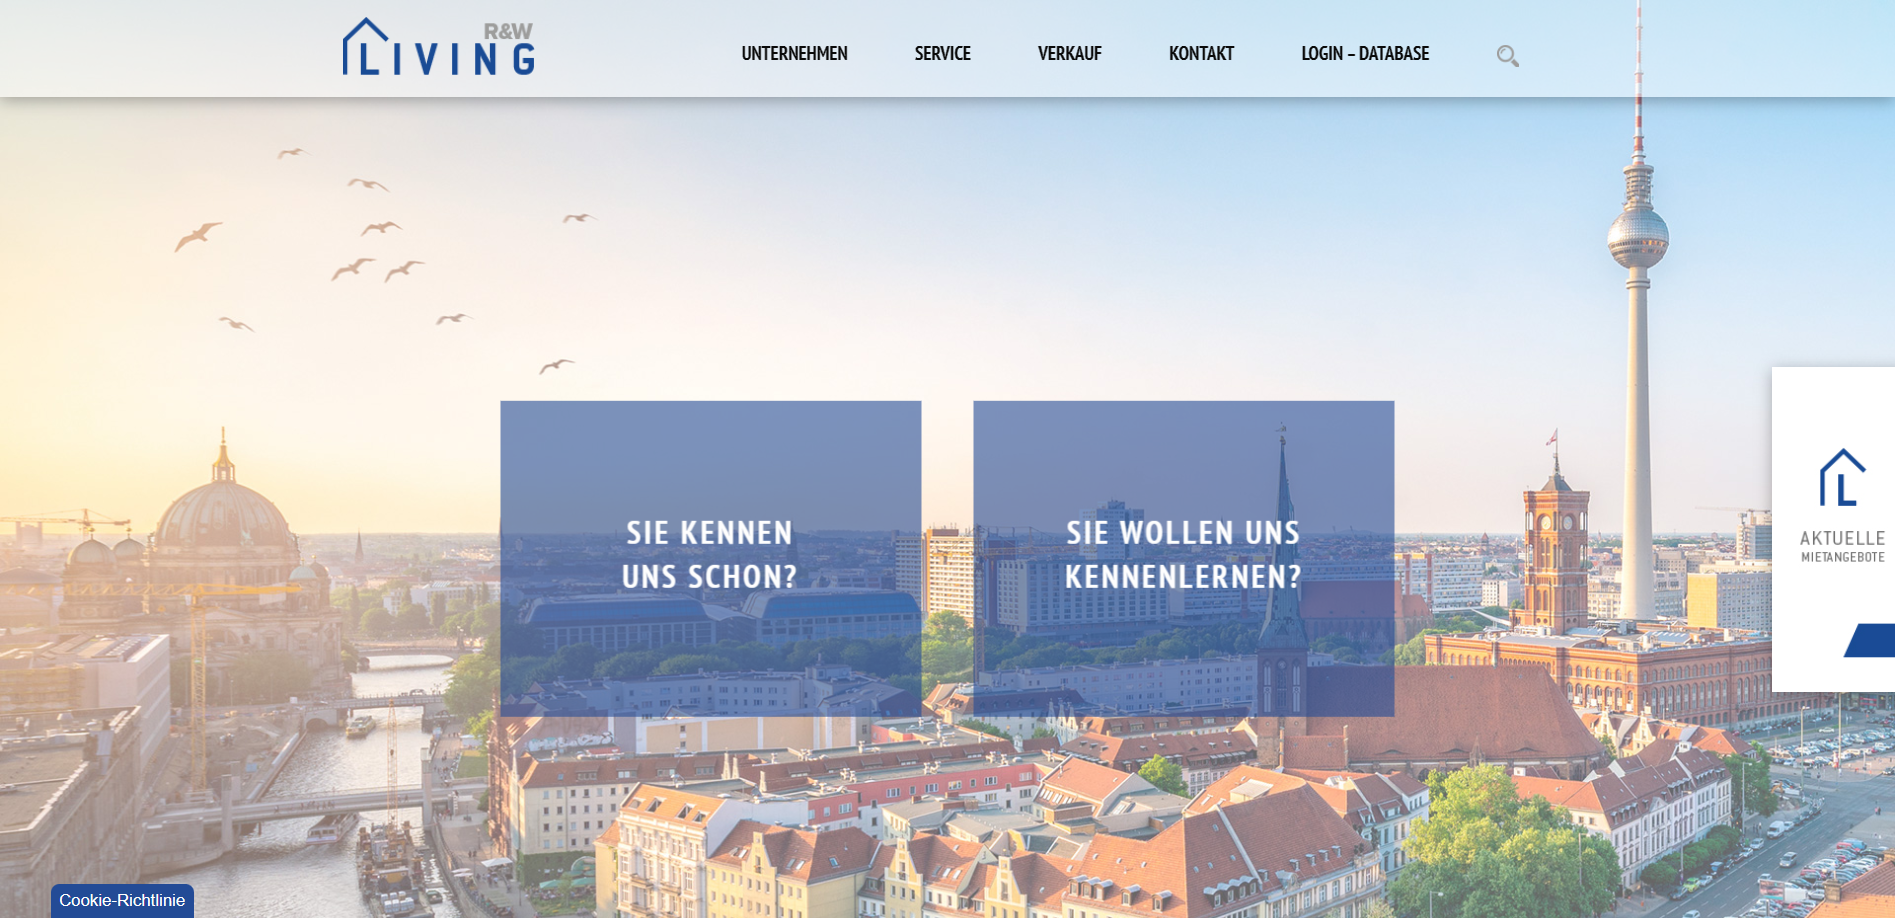 R&W
LIVING
UNTERNEHMEN
SERVICE
VERKAUF
KONTAKT
LOGIN – DATABASE
SIE KENNEN
UNS SCHON?
SIE WOLLEN UNS
KENNENLERNEN?
L
AKTUELLE
MIETANGEBOTE
Cookie-Richtlinie